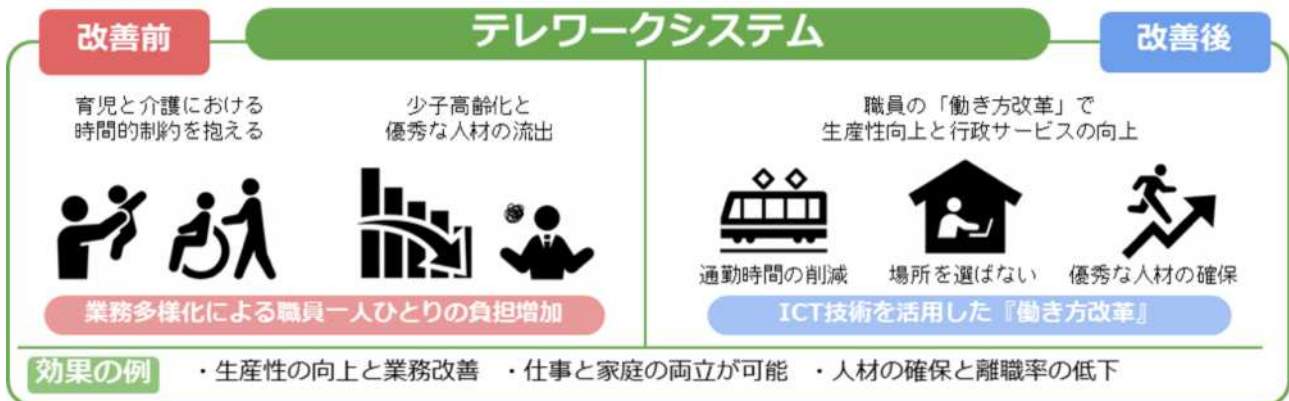 改善前
テレワークシステム
改善後
育児と介護における
時間的制約を抱える
少子高齢化と
優秀な人材の流出
業務多様化による職員一人ひとりの負担増加
職員の「働き方改革」で
生産性向上と行政サービスの向上
通勤時間の削減
場所を選ばない
優秀な人材の確保
ICT技術を活用した『働き方改革』
効果の例
・生産性の向上と業務改善 ・仕事と家庭の両立が可能 ・人材の確保と離職率の低下